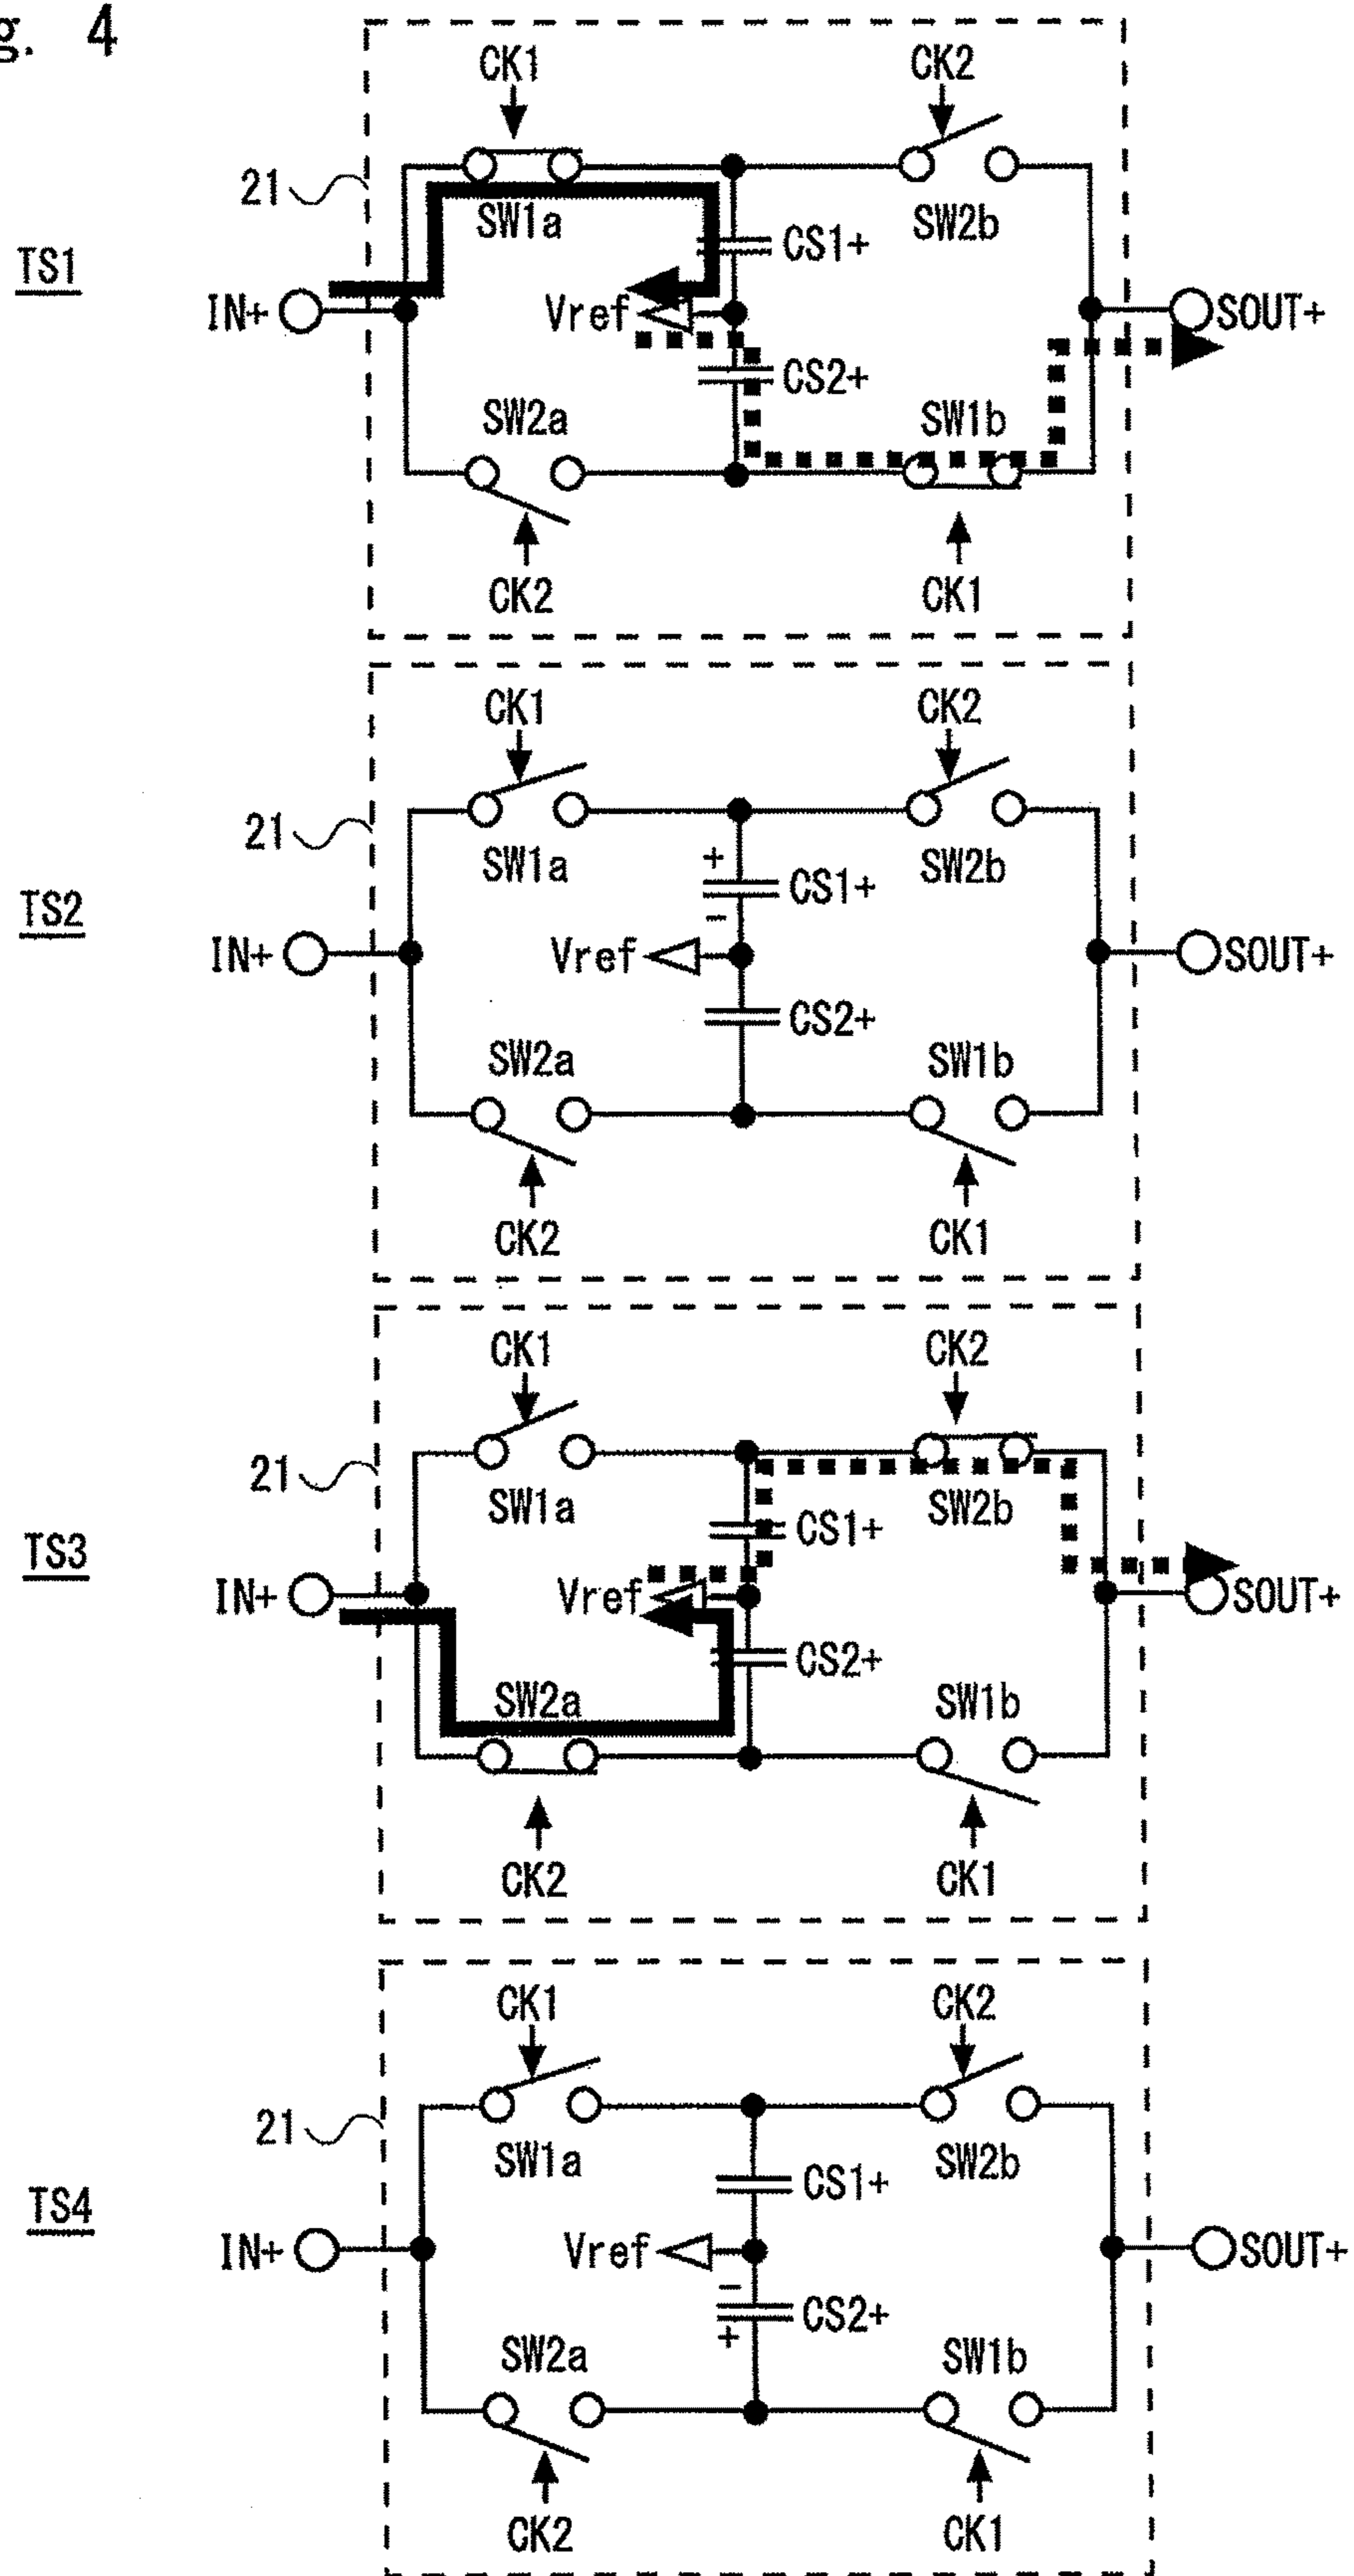 g. 4
CK1 CK2
21
SW1a SW2b
CS1+
TS1
IN+ Vref SOUT+
CS2+
SW2a SW1b
CK2 CK1
CK1 CK2
21
SW1a SW2b
+
CS1+
-
TS2
IN+ Vref SOUT+
CS2+
SW2a SW1b
CK2 CK1
CK1 CK2
21
SW1a SW2b
CS1+
TS3
IN+ Vref SOUT+
CS2+
SW2a SW1b
CK2 CK1
CK1 CK2
21
SW1a SW2b
CS1+
TS4
IN+ Vref SOUT+
-
CS2+
+
SW2a SW1b
CK2 CK1